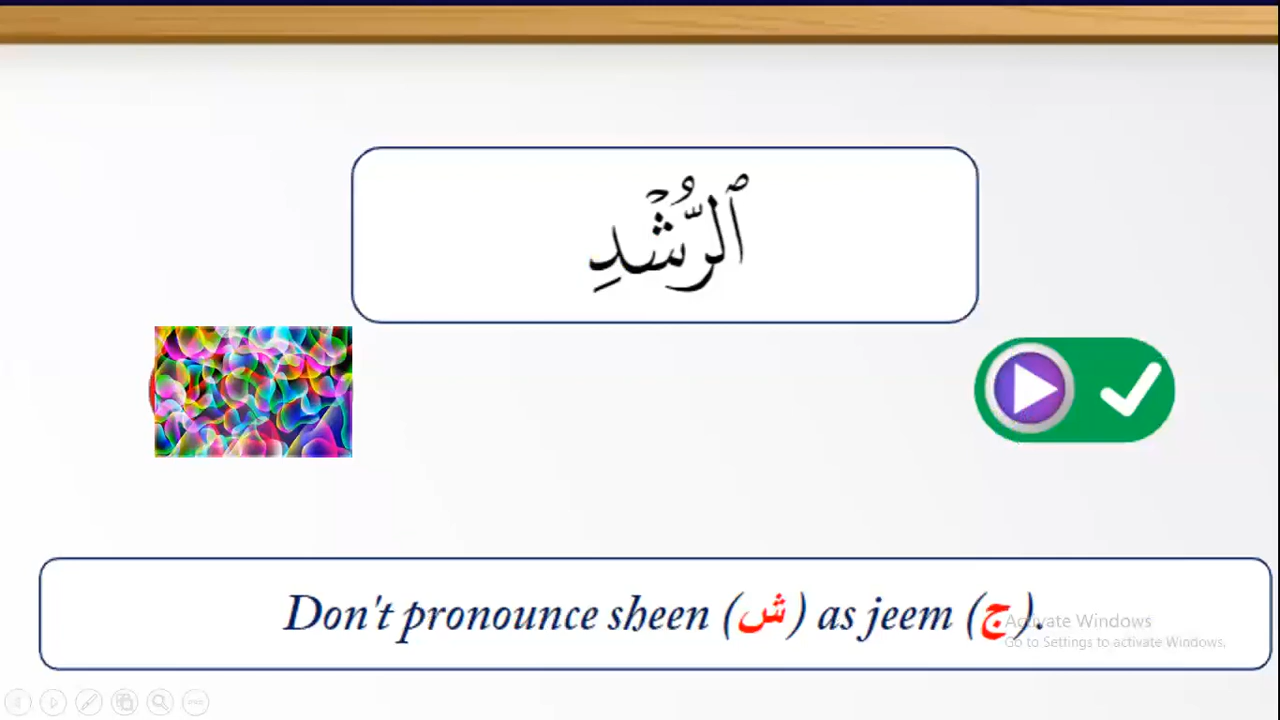 ٱلرُّشۡدِ
Don't pronounce sheen (ش) as jeem (ج).
Activate Windows
Go to Settings to activate Windows.